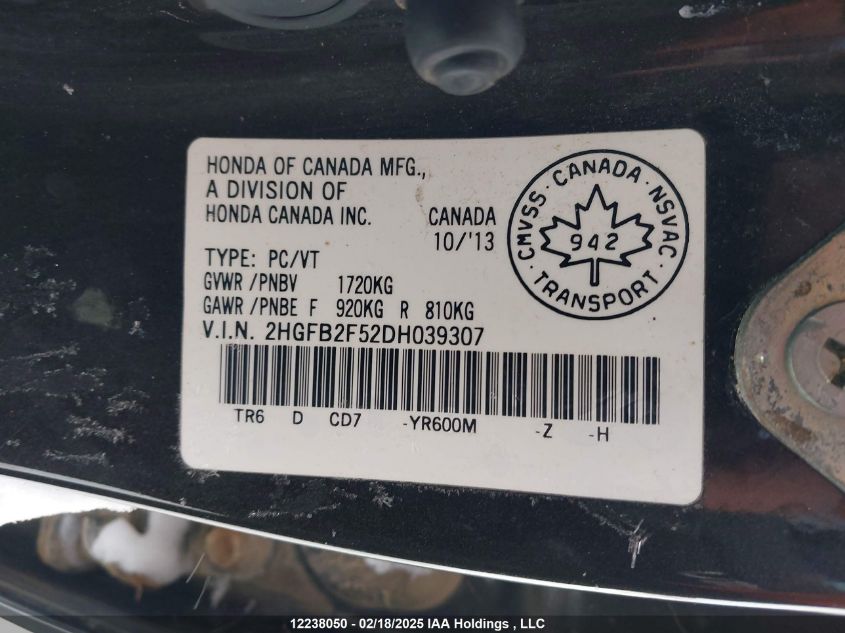 HONDA OF CANADA MFG.,
A DIVISION OF
HONDA CANADA INC. CANADA
10/'13
TYPE: PC/VT
GVWR /PNBV 1720KG
GAWR /PNBE F 920KG R 810KG
V.I.N. 2HGFB2F52DH039307
TR6 D CD7 -YR600M -Z -H
CMVSS · CANADA · NSVAC
942
· TRANSPORT ·
12238050 - 02/18/2025 IAA Holdings , LLC